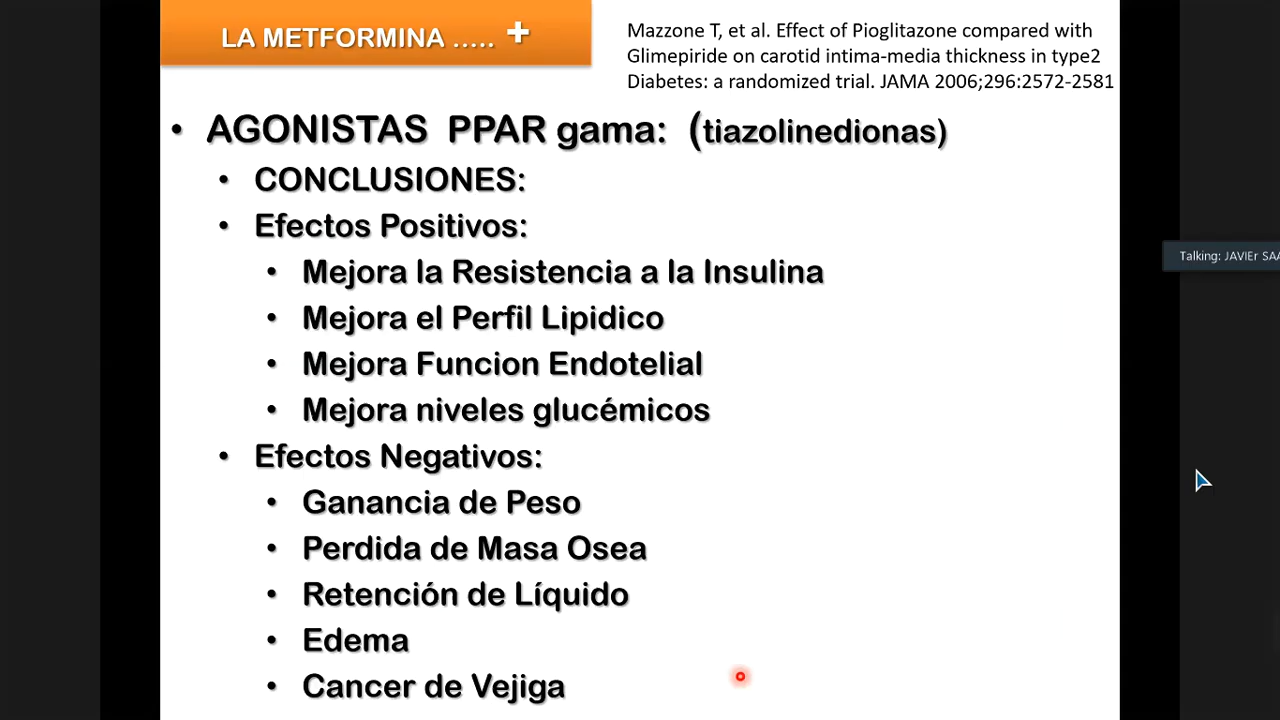 LA METFORMINA ..... +
Mazzone T, et al. Effect of Pioglitazone compared with
Glimepiride on carotid intima-media thickness in type2
Diabetes: a randomized trial. JAMA 2006;296:2572-2581
• AGONISTAS PPAR gama: (tiazolinedionas)
• CONCLUSIONES:
• Efectos Positivos:
• Mejora la Resistencia a la Insulina
• Mejora el Perfil Lipidico
• Mejora Funcion Endotelial
• Mejora niveles glucémicos
• Efectos Negativos:
• Ganancia de Peso
• Perdida de Masa Osea
• Retención de Líquido
• Edema
• Cancer de Vejiga
Talking: JAVIEr